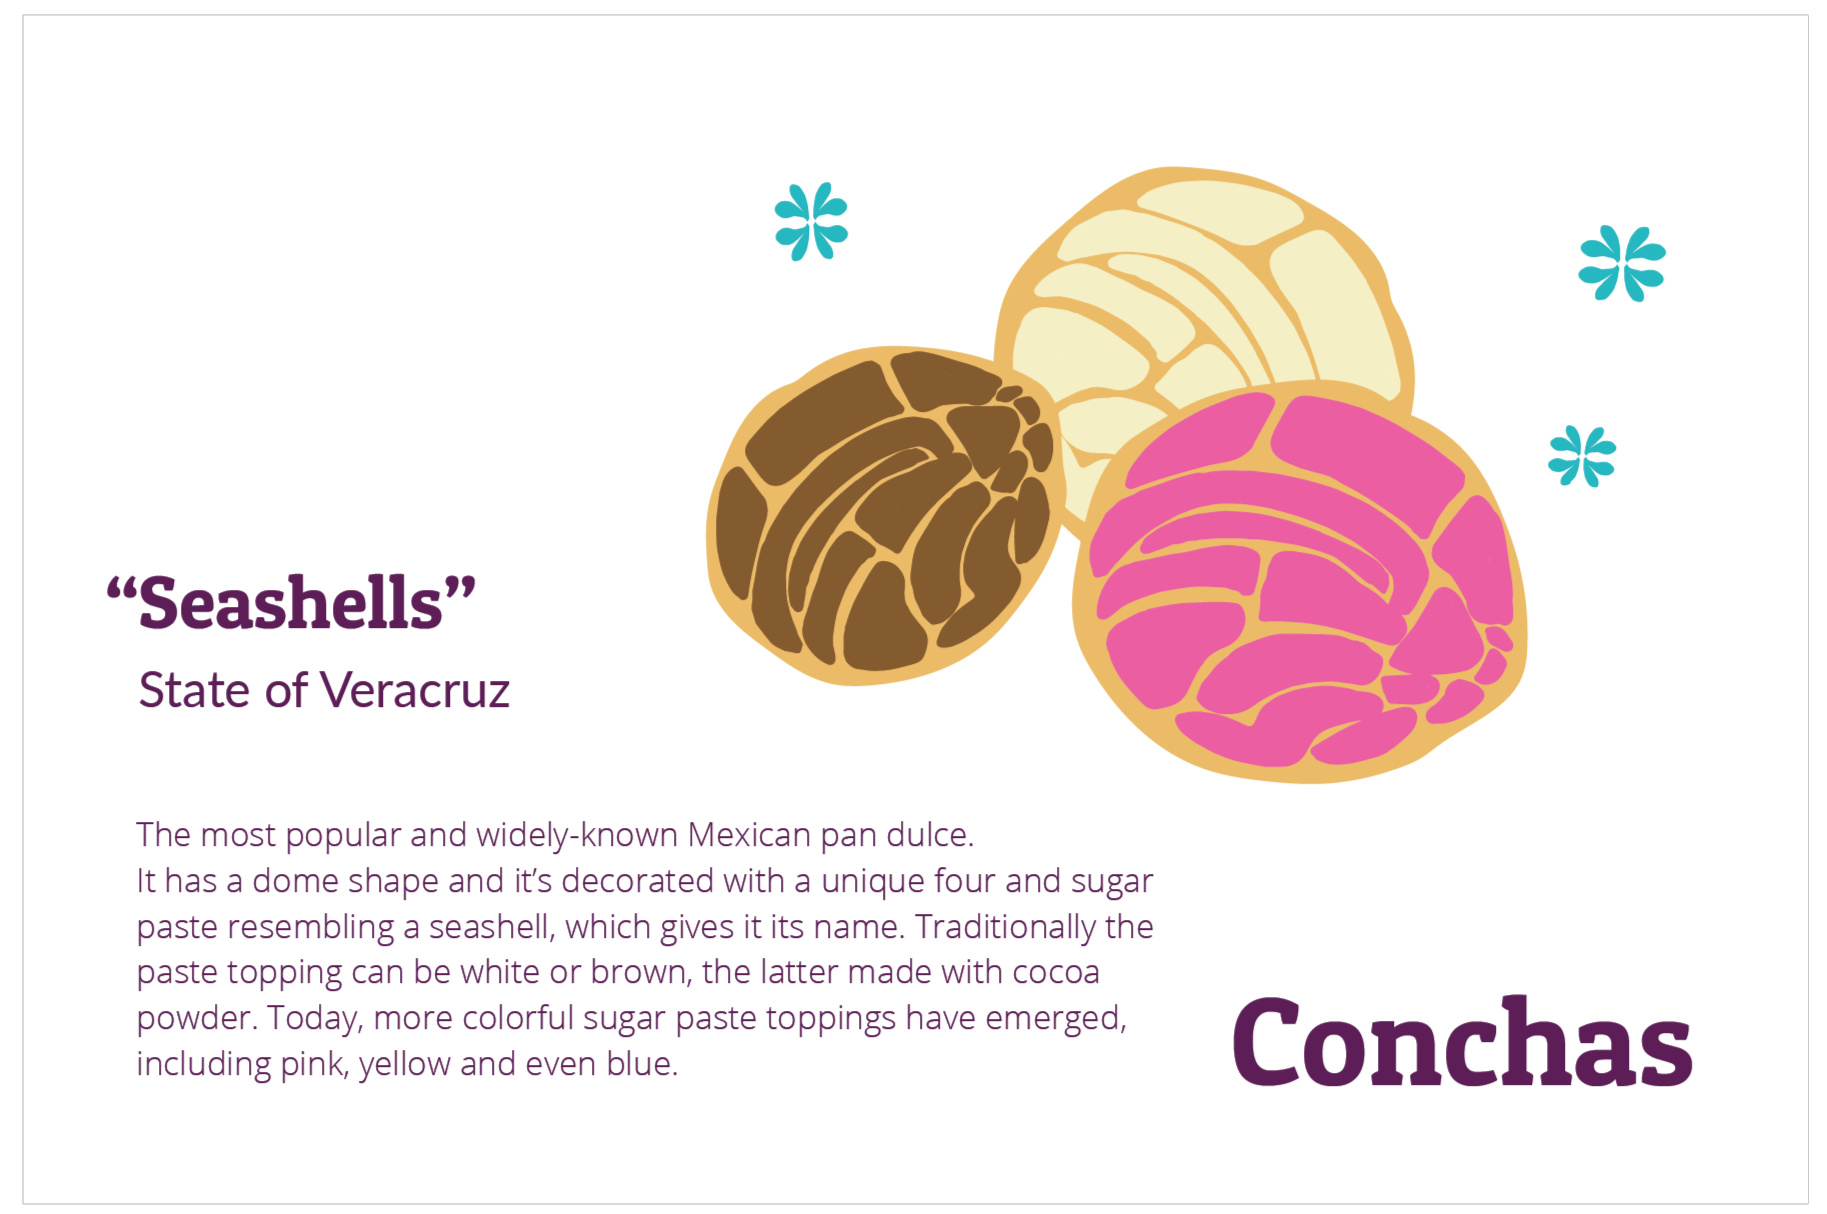 “Seashells”
State of Veracruz
The most popular and widely-known Mexican pan dulce.
It has a dome shape and it’s decorated with a unique four and sugar
paste resembling a seashell, which gives it its name. Traditionally the
paste topping can be white or brown, the latter made with cocoa
powder. Today, more colorful sugar paste toppings have emerged,
including pink, yellow and even blue.
Conchas